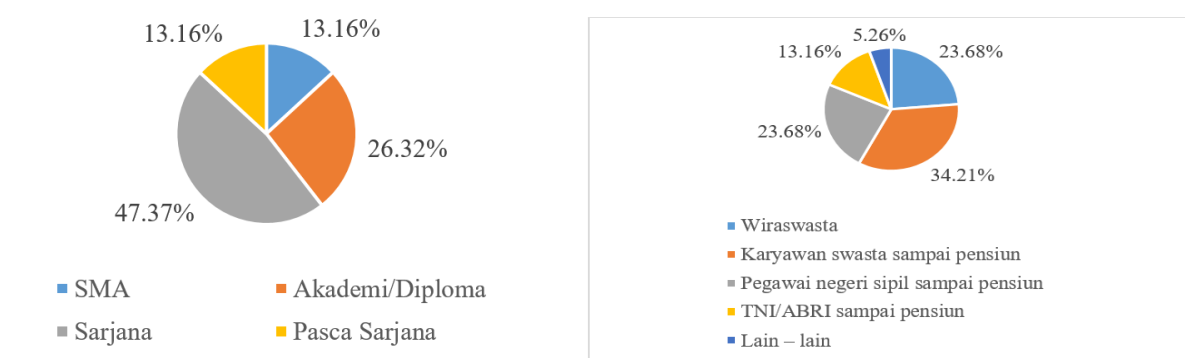 13.16%
13.16%
26.32%
47.37%
SMA
Akademi/Diploma
Sarjana
Pasca Sarjana
5.26%
13.16%
23.68%
23.68%
34.21%
Wiraswasta
Karyawan swasta sampai pensiun
Pegawai negeri sipil sampai pensiun
TNI/ABRI sampai pensiun
Lain – lain